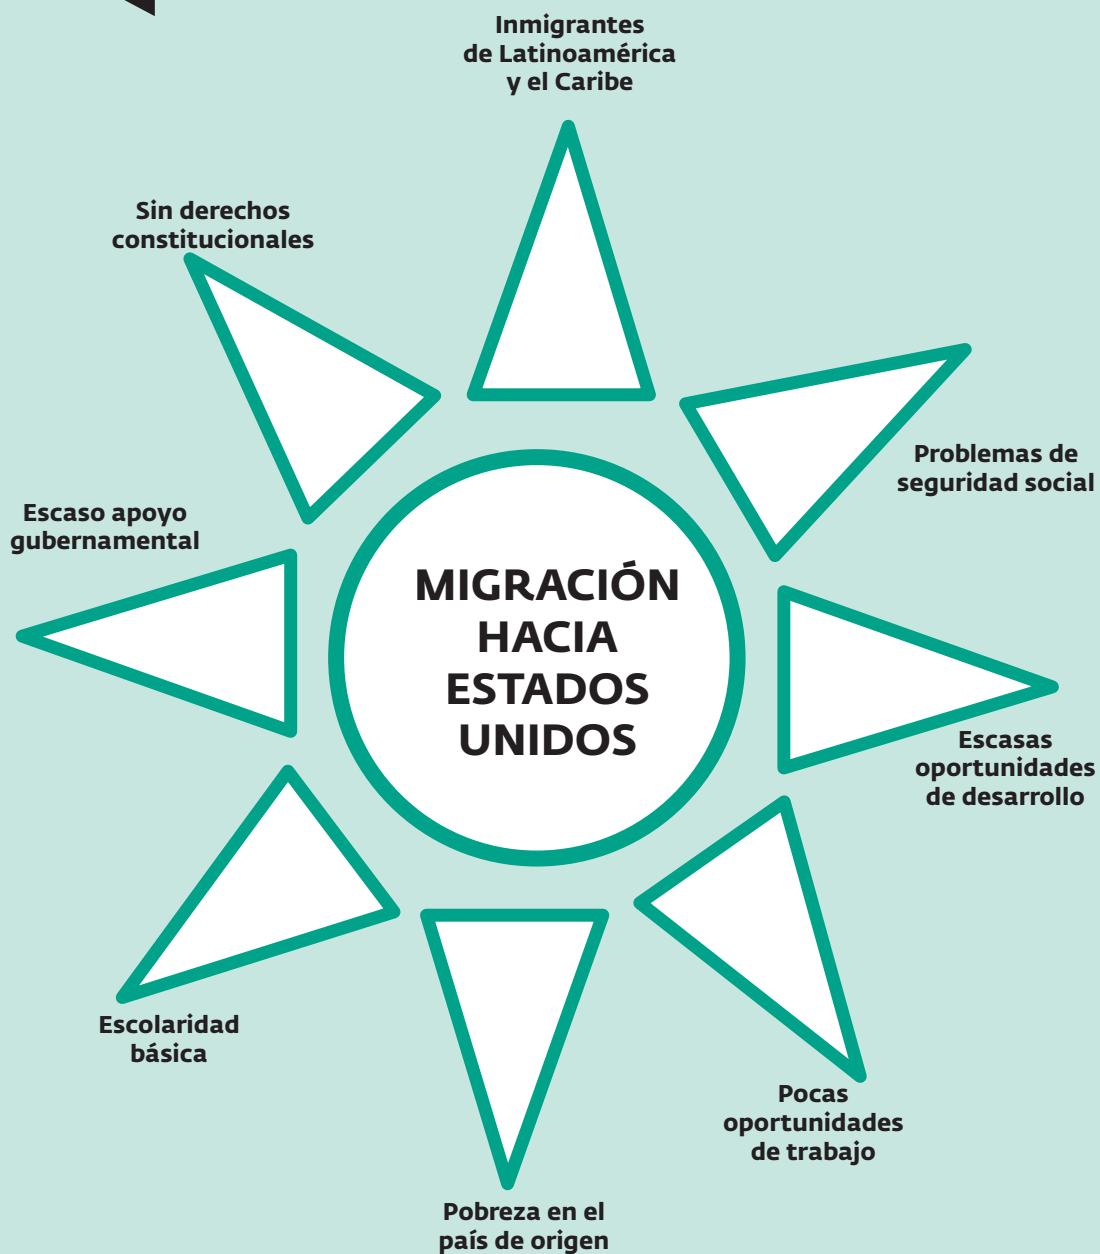 Inmigrantes
de Latinoamérica
y el Caribe
Sin derechos
constitucionales
Problemas de
seguridad social
Escaso apoyo
gubernamental
MIGRACIÓN
HACIA
ESTADOS
UNIDOS
Escasas
oportunidades
de desarrollo
Escolaridad
básica
Pocas
oportunidades
de trabajo
Pobreza en el
país de origen